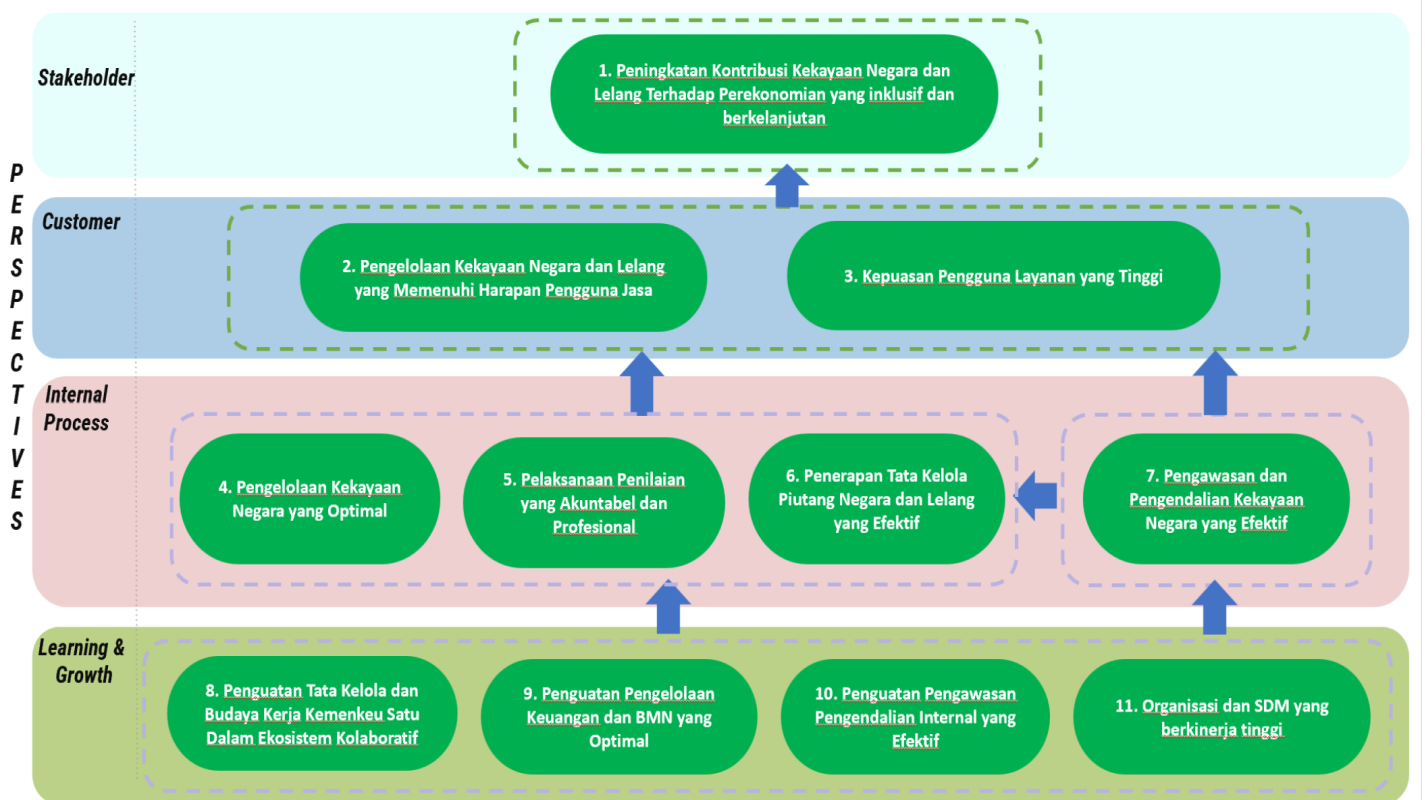 PERSPECTIVES
Stakeholder
1. Peningkatan Kontribusi Kekayaan Negara dan
Lelang Terhadap Perekonomian yang inklusif dan
berkelanjutan
Customer
2. Pengelolaan Kekayaan Negara dan Lelang
yang Memenuhi Harapan Pengguna Jasa
3. Kepuasan Pengguna Layanan yang Tinggi
Internal
Process
4. Pengelolaan Kekayaan
Negara yang Optimal
5. Pelaksanaan Penilaian
yang Akuntabel dan
Profesional
6. Penerapan Tata Kelola
Piutang Negara dan Lelang
yang Efektif
7. Pengawasan dan
Pengendalian Kekayaan
Negara yang Efektif
Learning &
Growth
8. Penguatan Tata Kelola dan
Budaya Kerja Kemenkeu Satu
Dalam Ekosistem Kolaboratif
9. Penguatan Pengelolaan
Keuangan dan BMN yang
Optimal
10. Penguatan Pengawasan
Pengendalian Internal yang
Efektif
11. Organisasi dan SDM yang
berkinerja tinggi